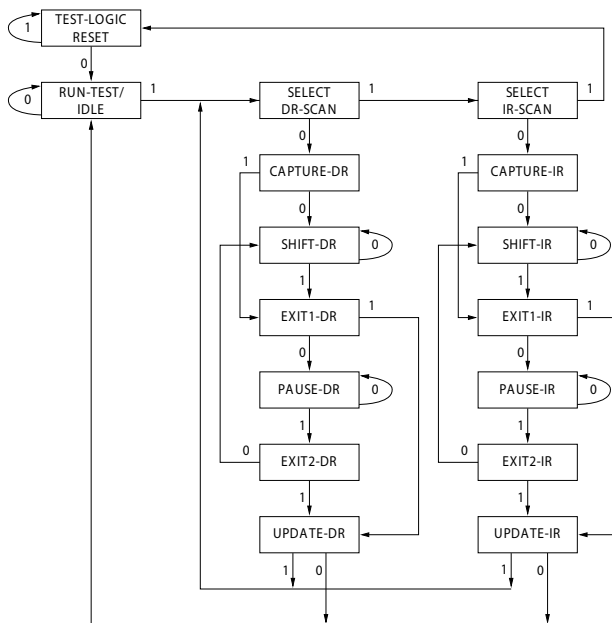 1
TEST-LOGIC
RESET
0
0
RUN-TEST/
IDLE
1
SELECT
DR-SCAN
1
SELECT
IR-SCAN
1
0
0
1
CAPTURE-DR
1
CAPTURE-IR
0
0
SHIFT-DR
0
SHIFT-IR
0
1
1
EXIT1-DR
1
EXIT1-IR
1
0
0
PAUSE-DR
0
PAUSE-IR
0
1
1
0
EXIT2-DR
0
EXIT2-IR
1
1
UPDATE-DR
UPDATE-IR
1
0
1
0